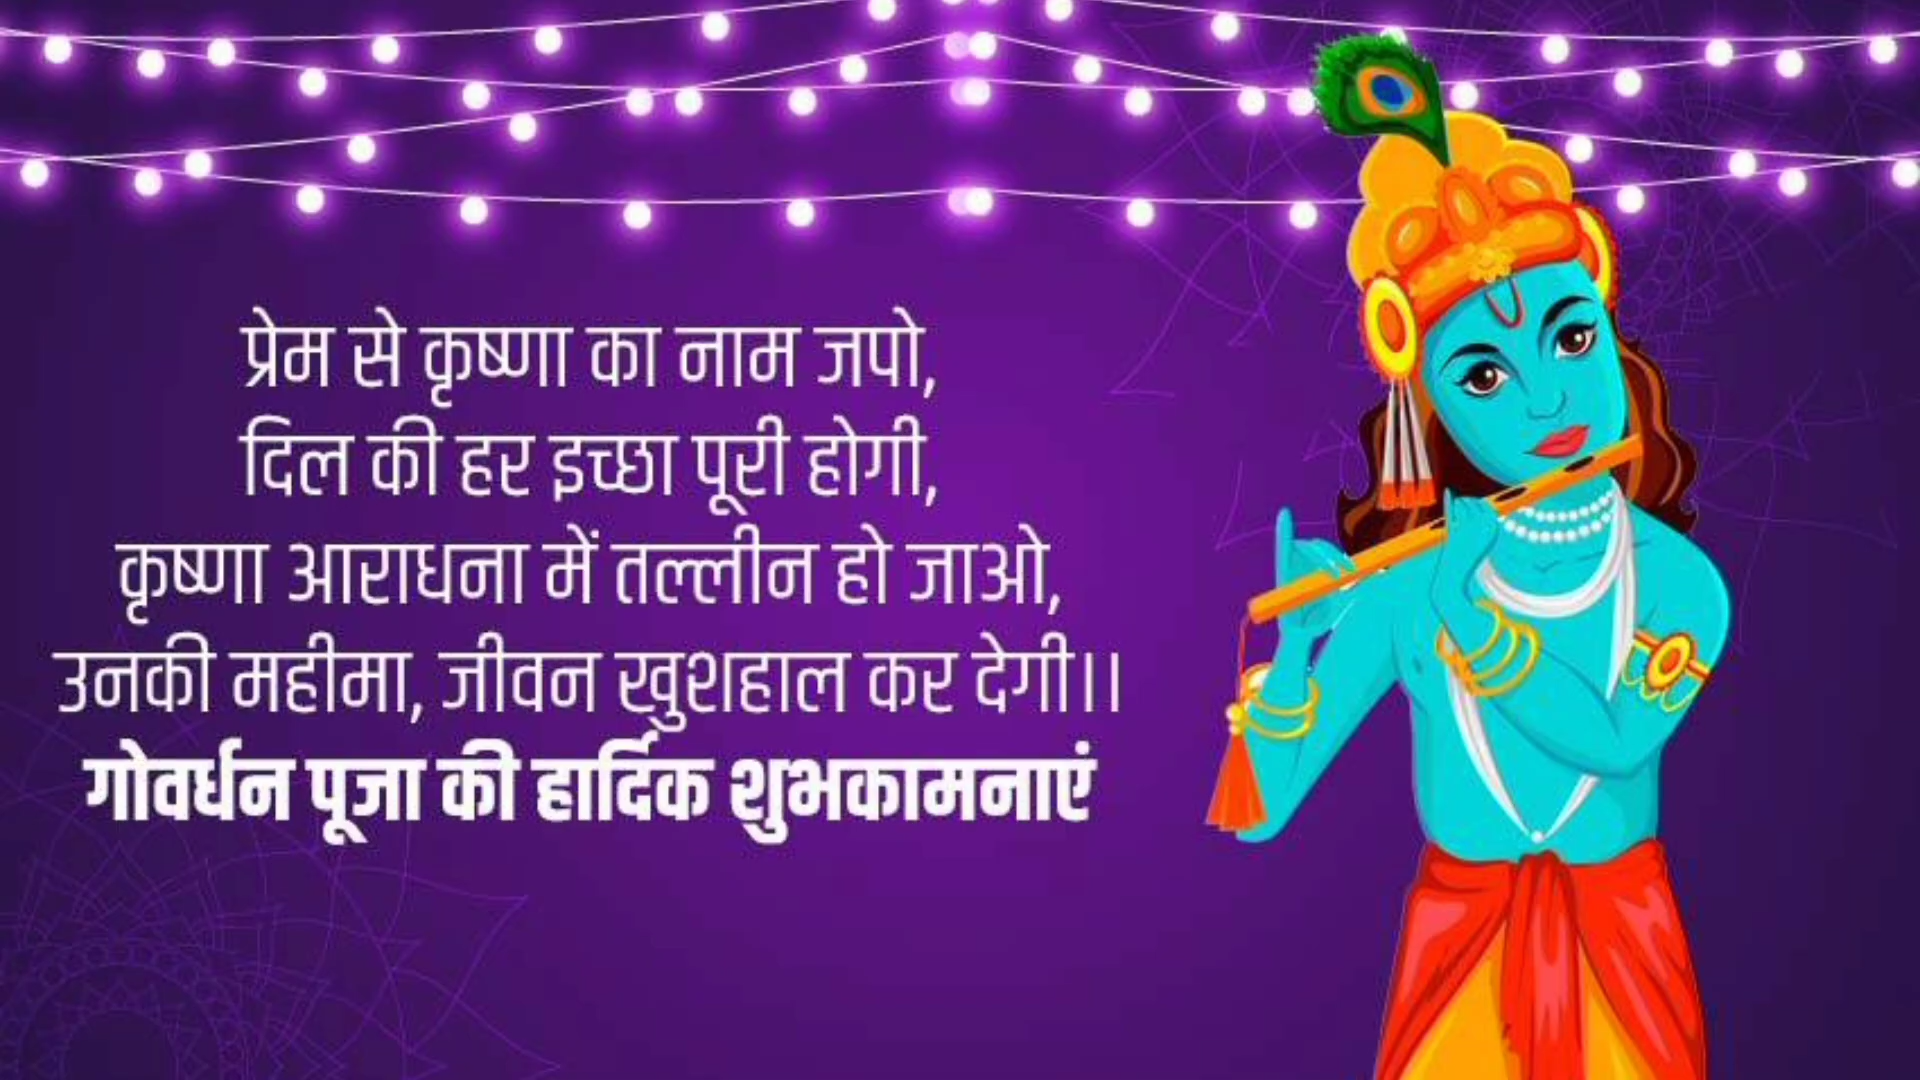 प्रेम से कृष्णा का नाम जपो,
दिल की हर इच्छा पूरी होगी,
कृष्णा आराधना में तल्लीन हो जाओ,
उनकी महीमा, जीवन खुशहाल कर देगी।।
गोवर्धन पूजा की हार्दिक शुभकामनाएं